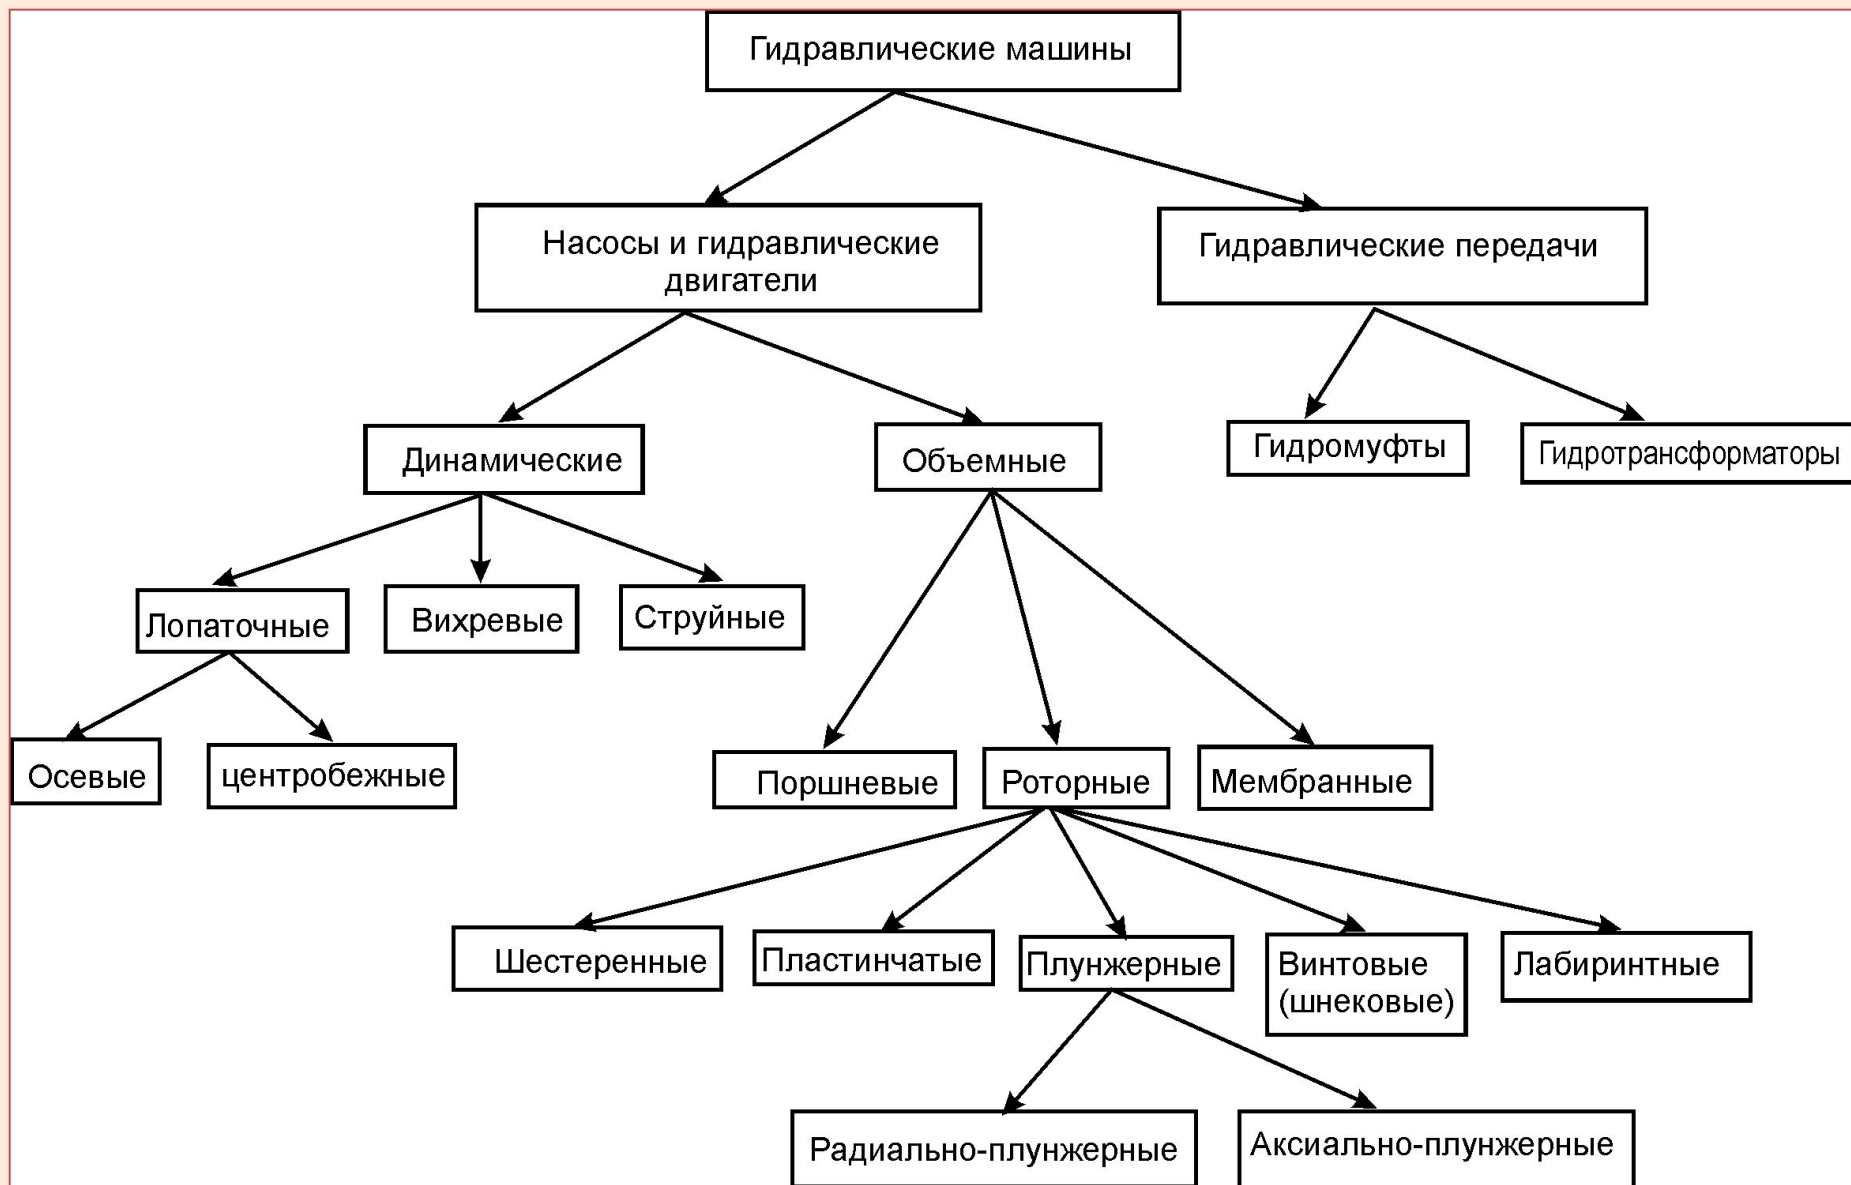 Гидравлические машины
Насосы и гидравлические
двигатели
Гидравлические передачи
Динамические
Объемные
Гидромуфты
Гидротрансформаторы
Лопаточные
Вихревые
Струйные
Осевые
центробежные
Поршневые
Роторные
Мембранные
Шестеренные
Пластинчатые
Плунжерные
Винтовые
(шнековые)
Лабиринтные
Радиально-плунжерные
Аксиально-плунжерные